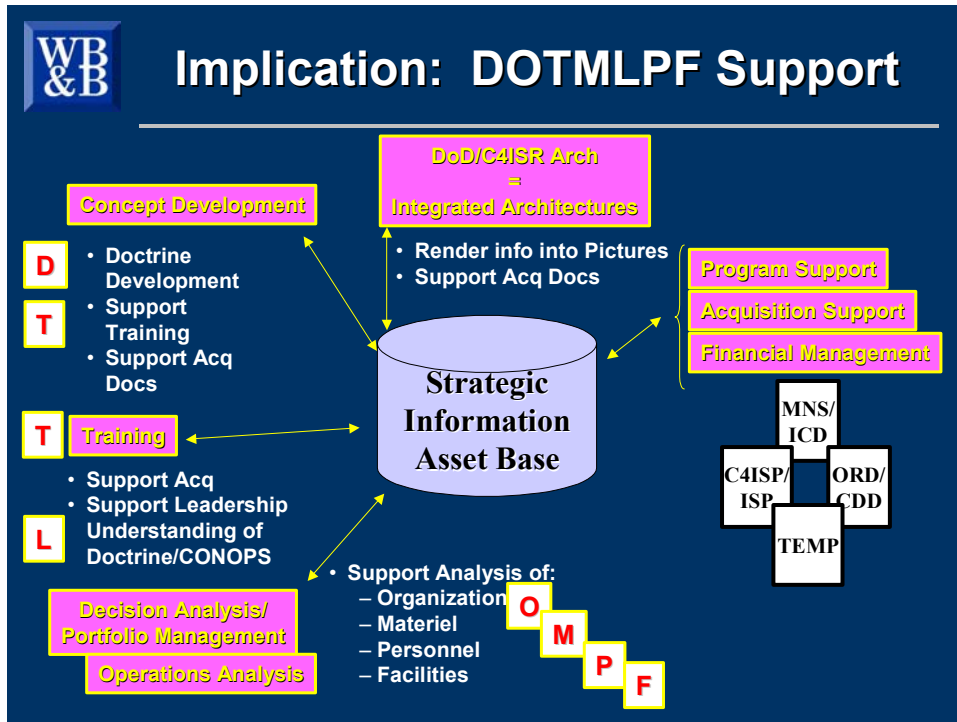 WB
&B
Implication: DOTMLPF Support
DoD/C4ISR Arch
=
Integrated Architectures
• Render info into Pictures
• Support Acq Docs
Concept Development
D
T
• Doctrine
Development
• Support
Training
• Support Acq
Docs
Program Support
Acquisition Support
Financial Management
MNS/
ICD
C4ISP/
ISP
ORD/
CDD
TEMP
Strategic
Information
Asset Base
T
Training
• Support Acq
• Support Leadership
Understanding of
Doctrine/CONOPS
L
Decision Analysis/
Portfolio Management
Operations Analysis
• Support Analysis of:
– Organization
– Materiel
– Personnel
– Facilities
O
M
P
F